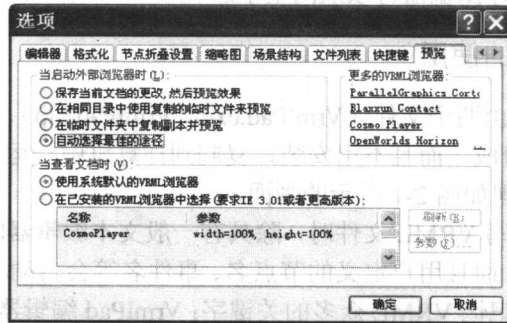 选项
编辑器 格式化 节点折叠设置 缩略图 场景结构 文件列表 快捷键 预览
当启动外部浏览器时(L):
保存当前文档的更改,然后预览效果
在相同目录中使用复制的临时文件来预览
在临时文件夹中复制副本并预览
自动选择最佳的途径
更多的VRML浏览器:
ParallelGraphics Corto
Blaxxun Contact
Cosmo Player
OpenWorlds Horizon
当查看文档时(V):
使用系统默认的VRML浏览器
在已安装的VRML浏览器中选择(要求IE 3.01或者更高版本):
名称 参数
CosmoPlayer width=100%, height=100%
刷新(R)
参数(P)...
确定 取消